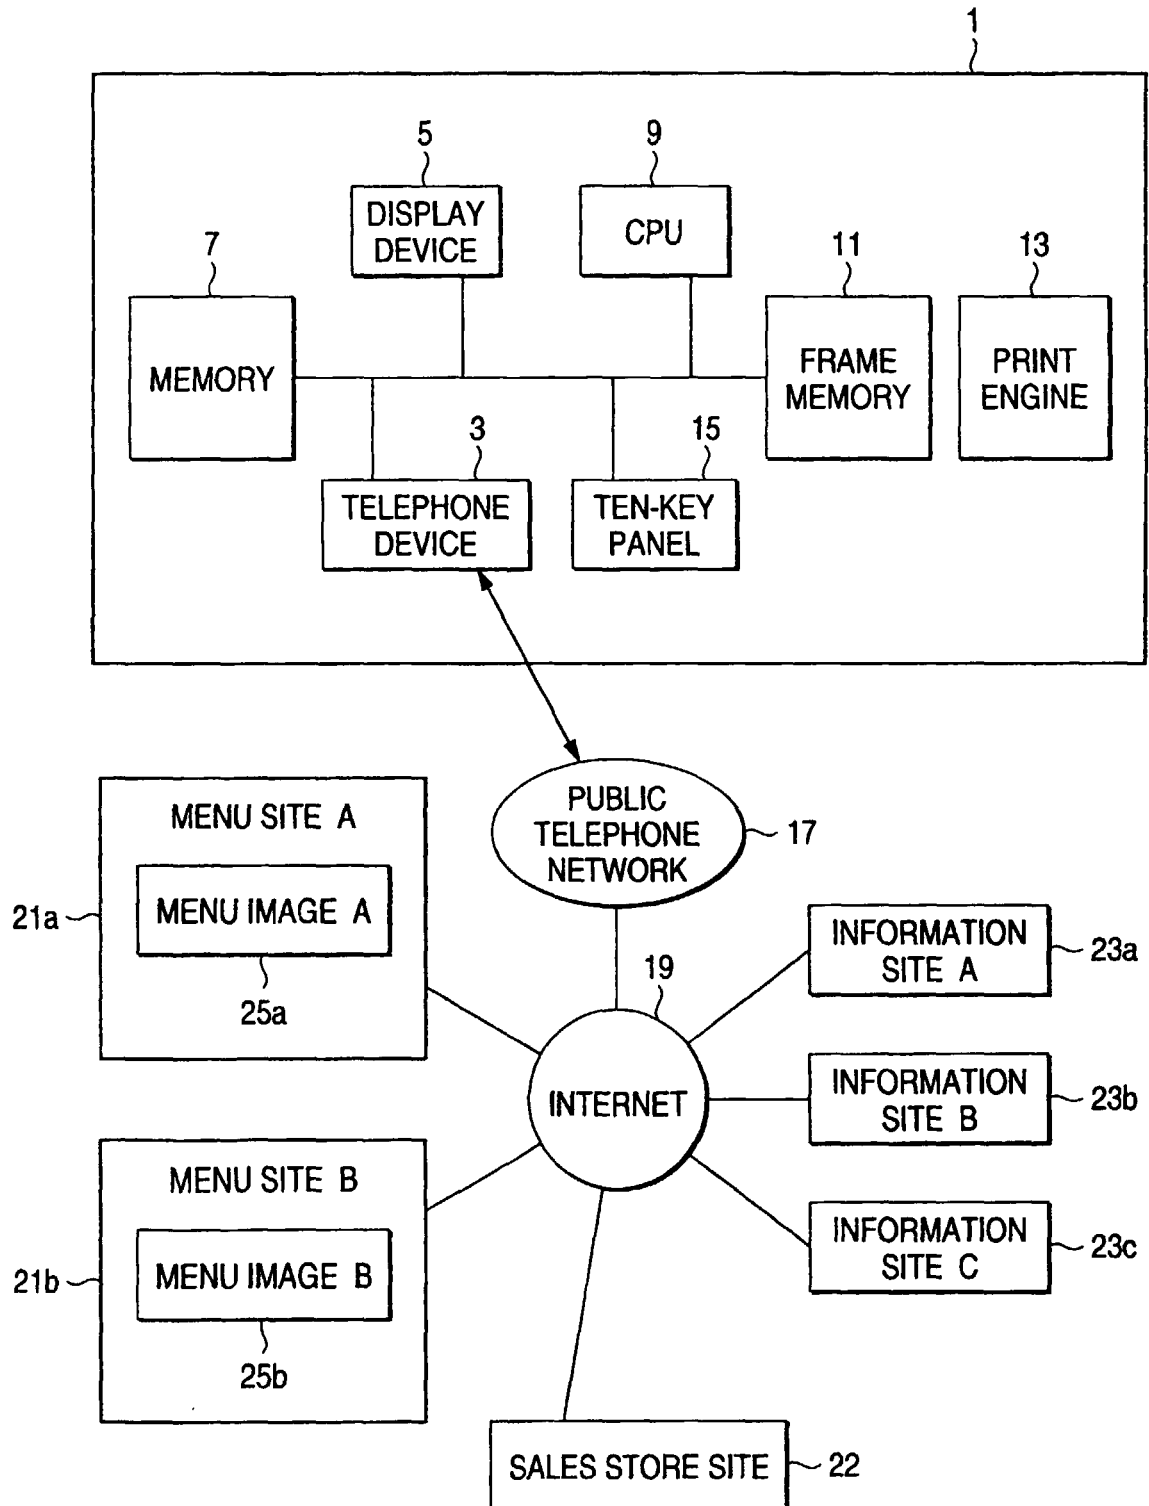 1
5
9
DISPLAY
DEVICE
CPU
7
11
13
MEMORY
FRAME
MEMORY
PRINT
ENGINE
3
15
TELEPHONE
DEVICE
TEN-KEY
PANEL
PUBLIC
TELEPHONE
NETWORK
17
MENU SITE A
MENU IMAGE A
21a
25a
19
INTERNET
INFORMATION
SITE A
23a
INFORMATION
SITE B
23b
INFORMATION
SITE C
23c
MENU SITE B
MENU IMAGE B
21b
25b
SALES STORE SITE
22